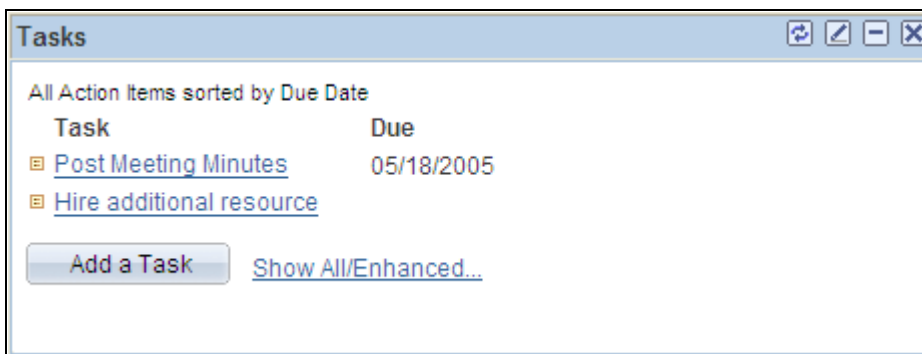 Tasks
All Action Items sorted by Due Date
Task Due
Post Meeting Minutes 05/18/2005
Hire additional resource
Add a Task Show All/Enhanced...